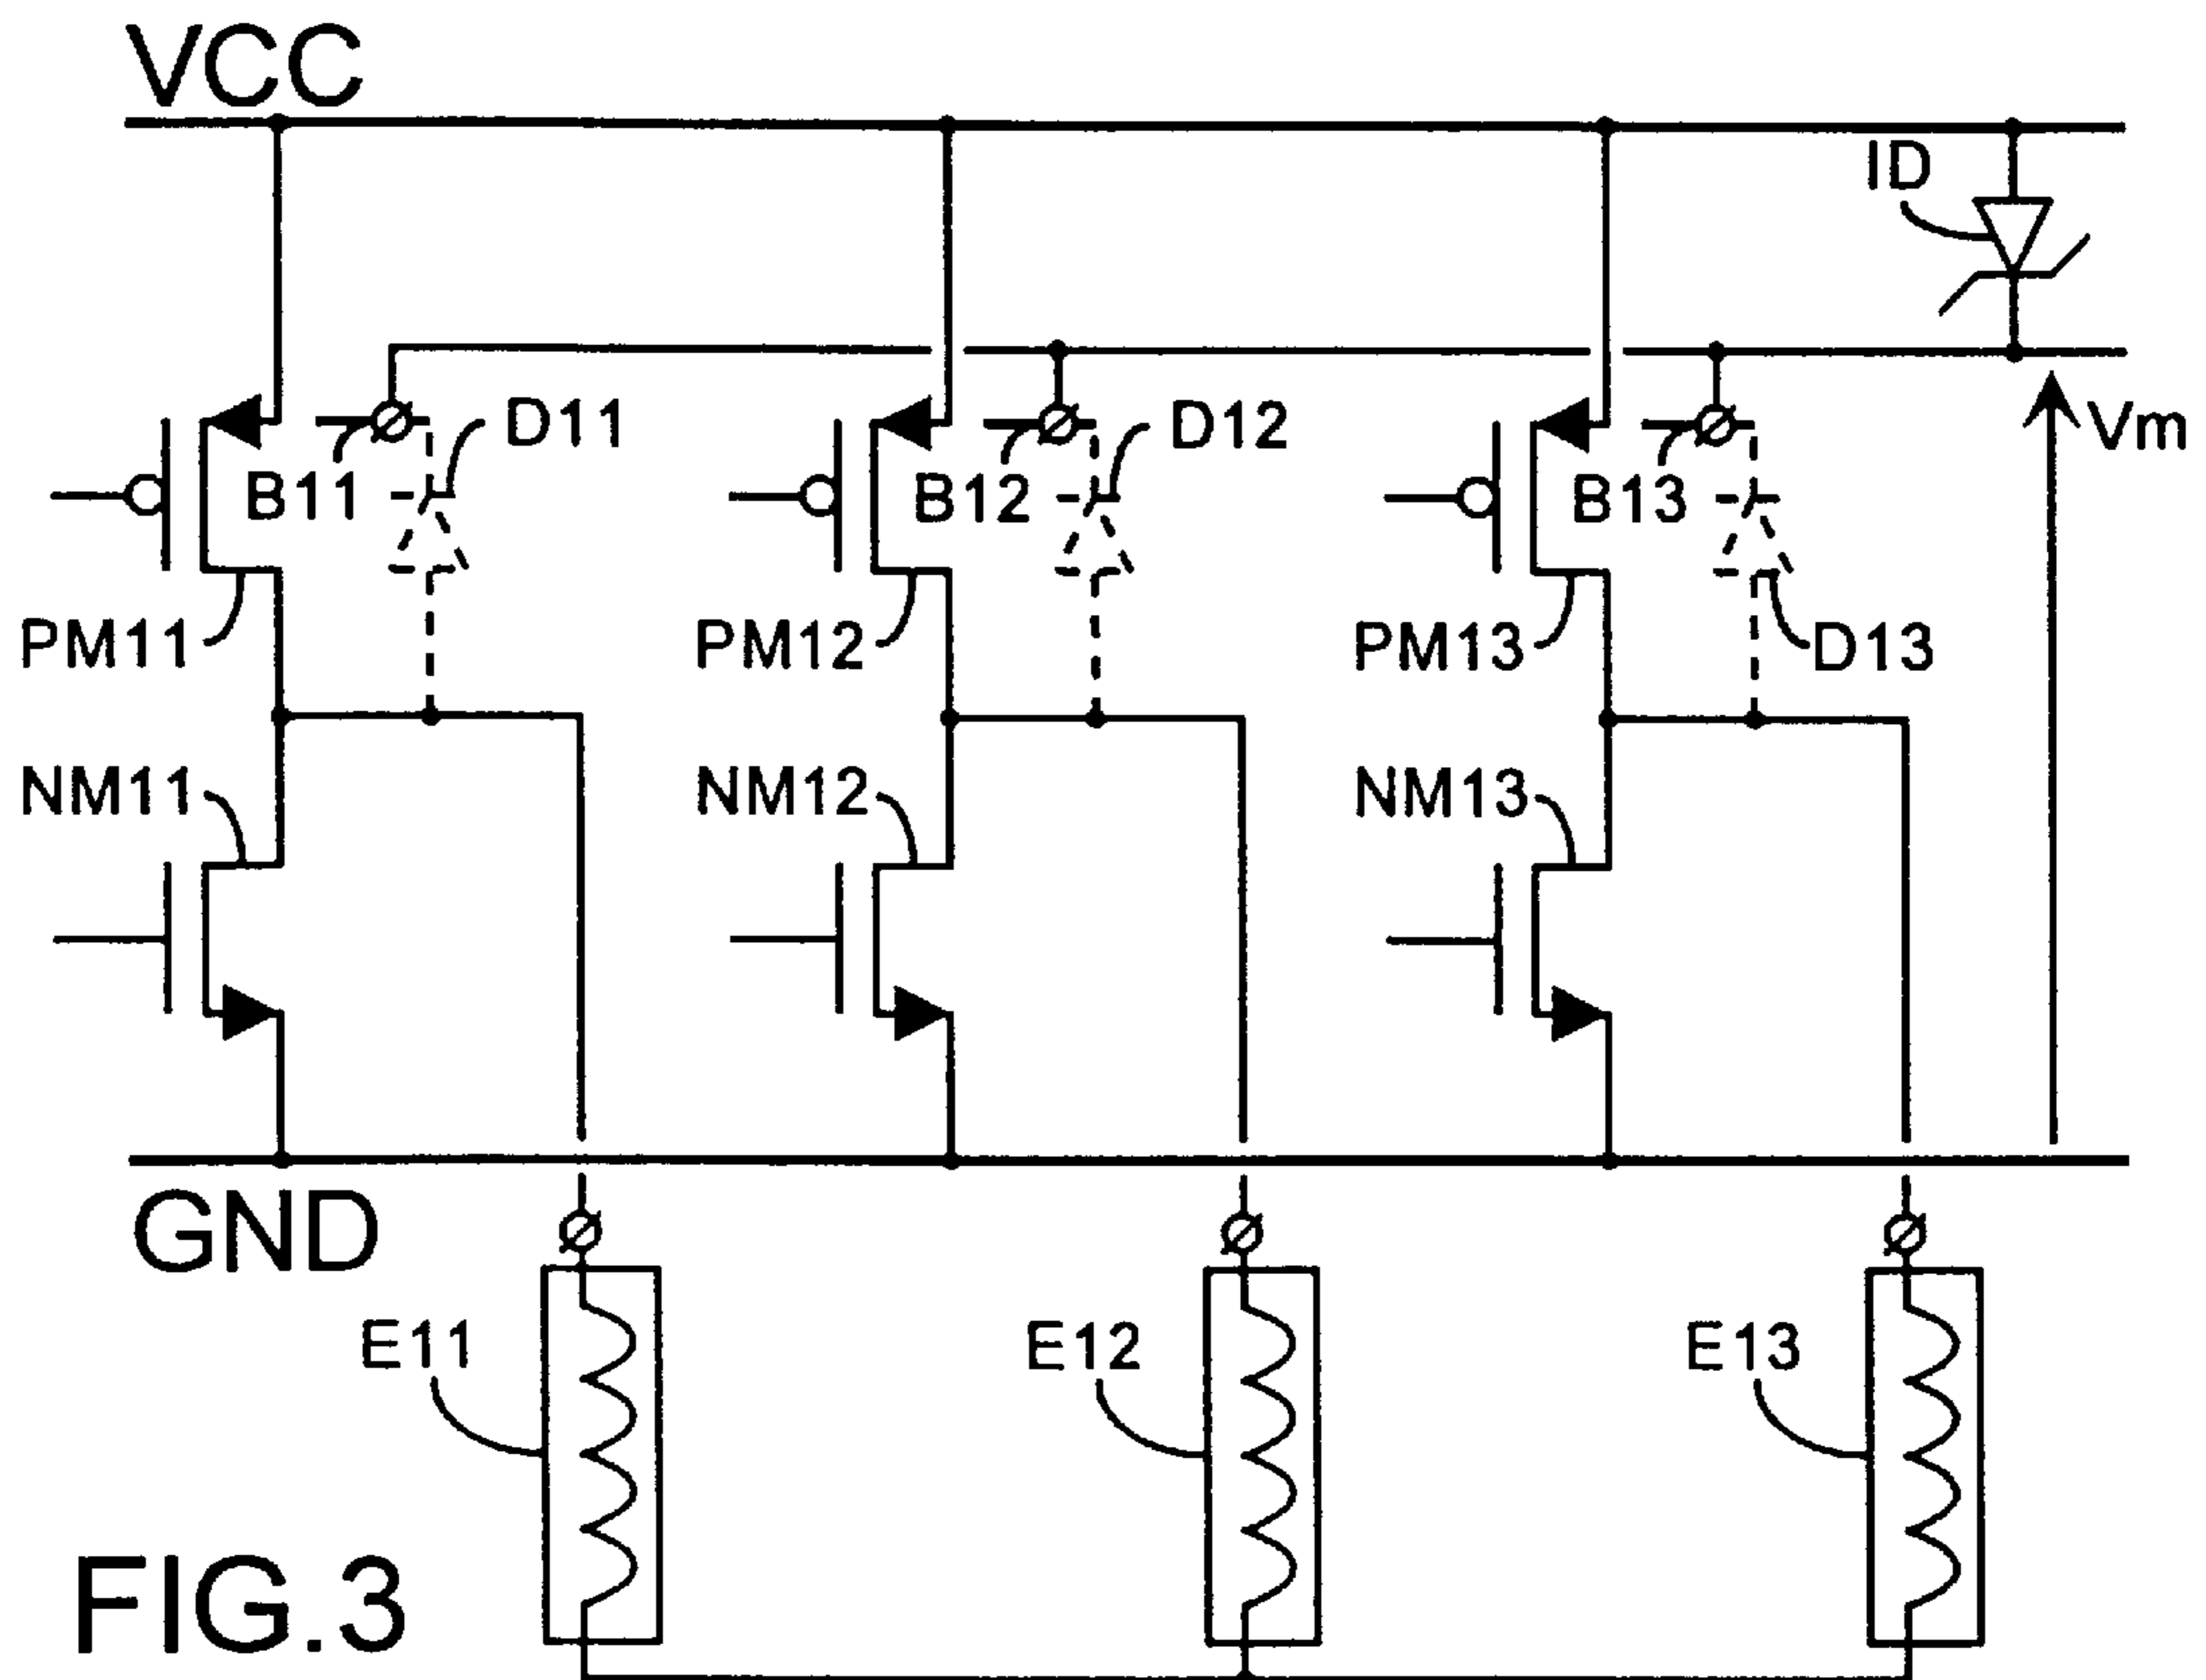 VCC
ID
D11
D12
Vm
B11
B12
B13
PM11
PM12
PM13
D13
NM11
NM12
NM13
GND
E11
E12
E13
FIG.3